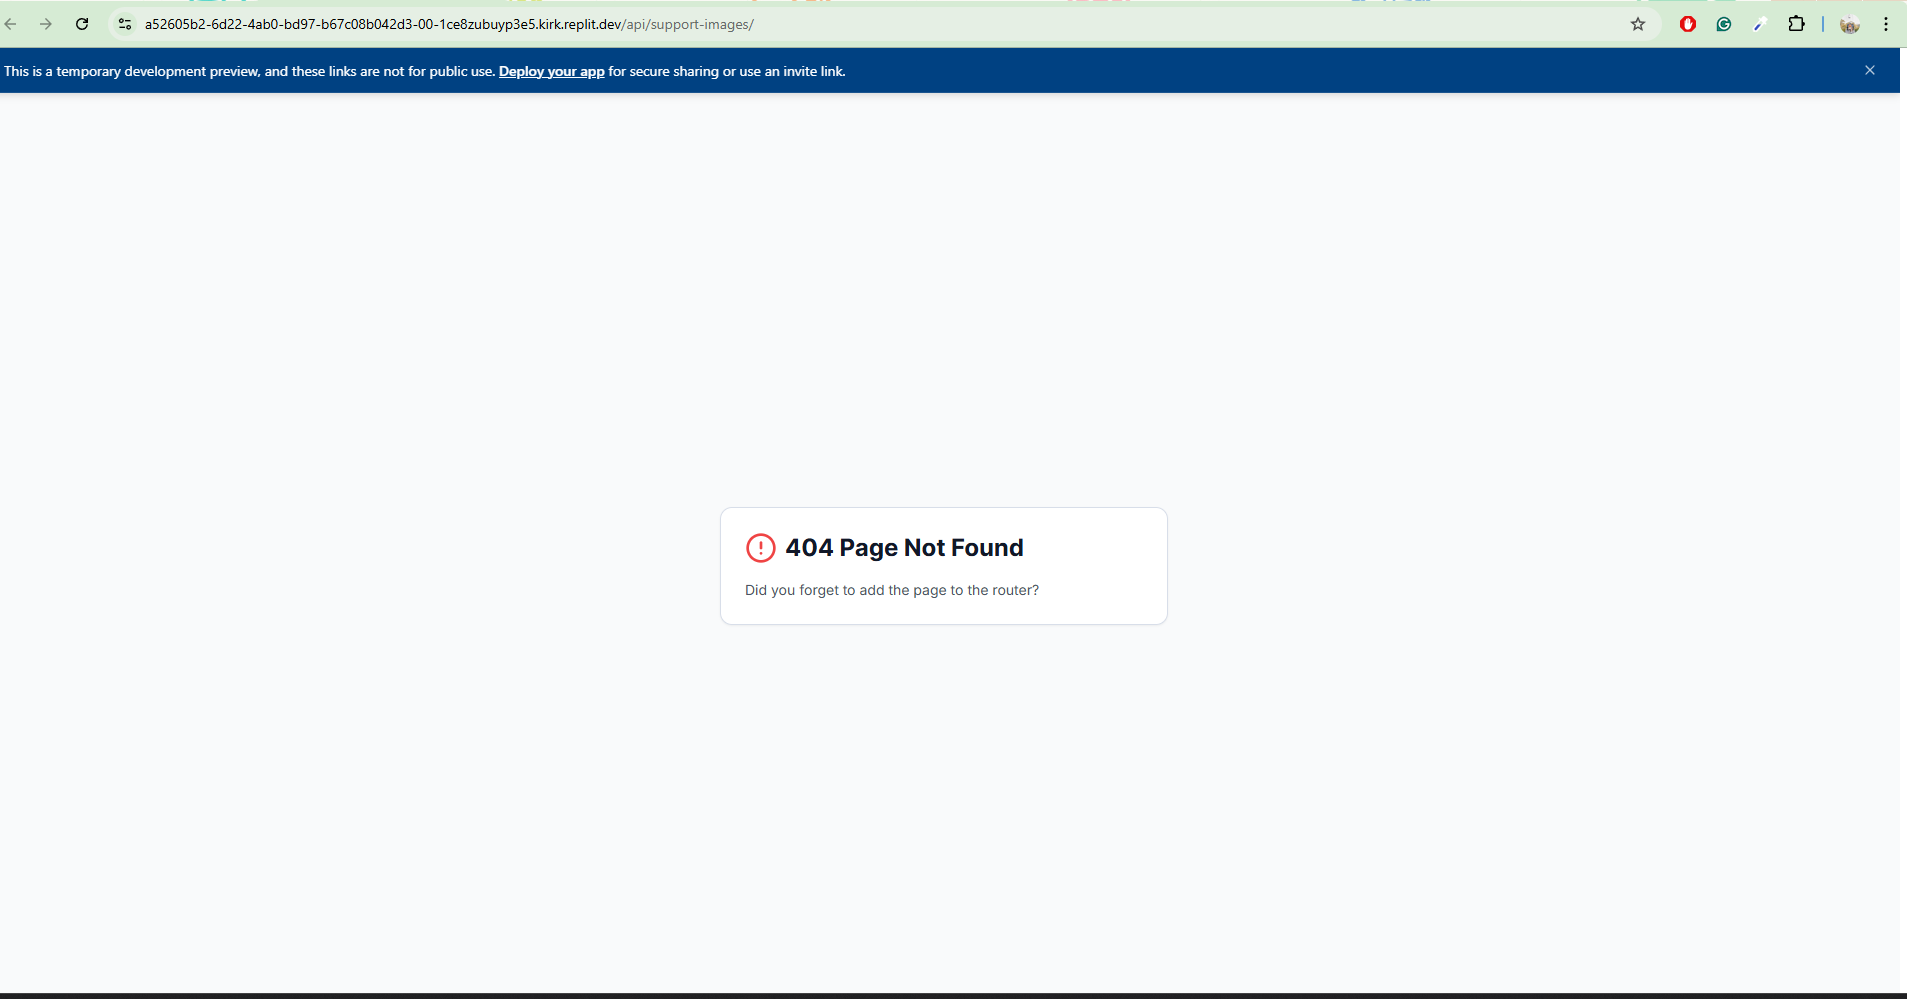 a52605b2-6d22-4ab0-bd97-b67c08b042d3-00-1ce8zubuyp3e5.kirk.replit.dev/api/support-images/
This is a temporary development preview, and these links are not for public use. Deploy your app for secure sharing or use an invite link.
404 Page Not Found
Did you forget to add the page to the router?